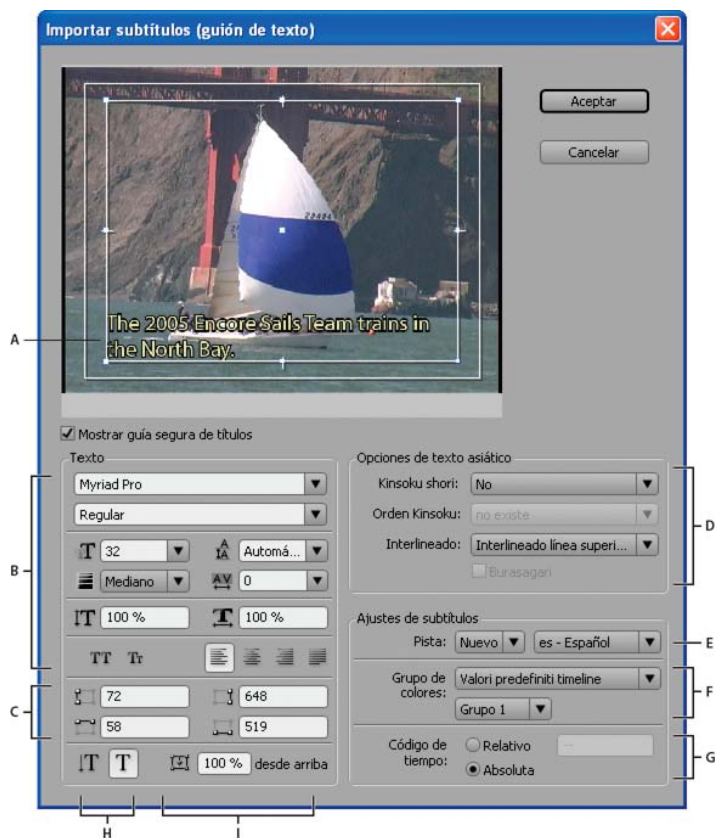 Importar subtítulos (guión de texto)
Aceptar
Cancelar
The 2005 Encore Sails Team trains in
the North Bay.
A
Mostrar guía segura de títulos
Texto
Myriad Pro
Regular
32
Automá...
Mediano
0
100 %
100 %
TT Tr
B
72
648
58
519
C
T T
100 % desde arriba
H
I
Opciones de texto asiático
Kinsoku shori: No
Orden Kinsoku: no existe
Interlineado: Interlineado línea superi...
Burasagari
D
Ajustes de subtítulos
Pista: Nuevo es - Español
E
Grupo de
colores:
Valori predefiniti timeline
Grupo 1
F
Código de
tiempo:
Relativo
Absoluta
G